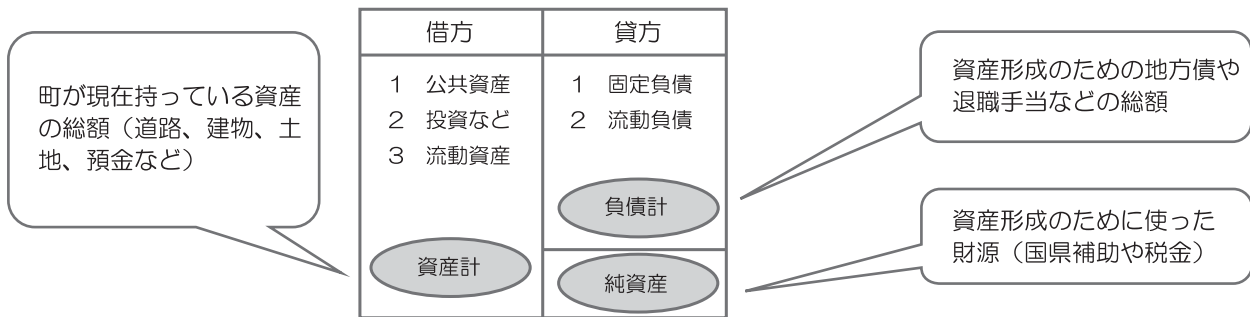 借方
貸方
町が現在持っている資産
の総額（道路、建物、土
地、預金など）
1 公共資産
2 投資など
3 流動資産
資産計
1 固定負債
2 流動負債
負債計
純資産
資産形成のための地方債や
退職手当などの総額
資産形成のために使った
財源（国県補助や税金）